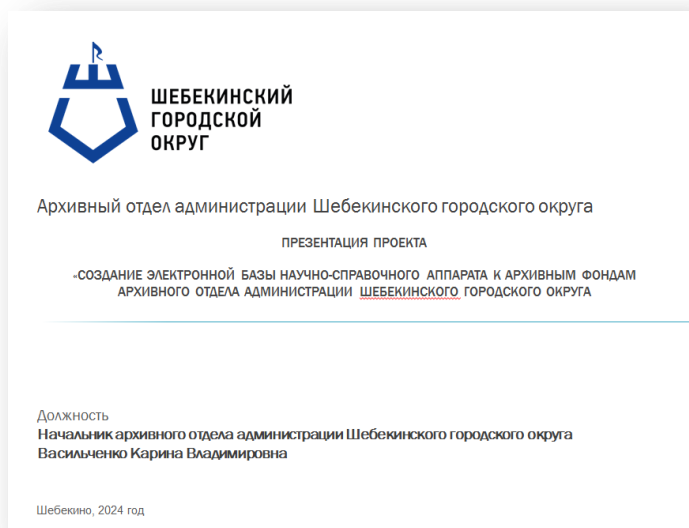 ШЕБЕКИНСКИЙ
ГОРОДСКОЙ
ОКРУГ
Архивный отдел администрации Шебекинского городского округа
ПРЕЗЕНТАЦИЯ ПРОЕКТА
«СОЗДАНИЕ ЭЛЕКТРОННОЙ БАЗЫ НАУЧНО-СПРАВОЧНОГО АППАРАТА К АРХИВНЫМ ФОНДАМ
АРХИВНОГО ОТДЕЛА АДМИНИСТРАЦИИ ШЕБЕКИНСКОГО ГОРОДСКОГО ОКРУГА
Должность
Начальник архивного отдела администрации Шебекинского городского округа
Васильченко Карина Владимировна
Шебекино, 2024 год